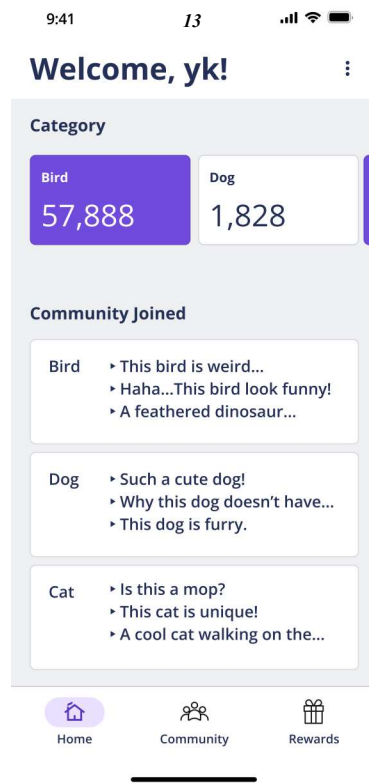 9:41
13
Welcome, yk!
Category
Bird
57,888
Dog
1,828
Community Joined
Bird
‣ This bird is weird...
‣ Haha...This bird look funny!
‣ A feathered dinosaur...
Dog
‣ Such a cute dog!
‣ Why this dog doesn’t have...
‣ This dog is furry.
Cat
‣ Is this a mop?
‣ This cat is unique!
‣ A cool cat walking on the...
Home
Community
Rewards